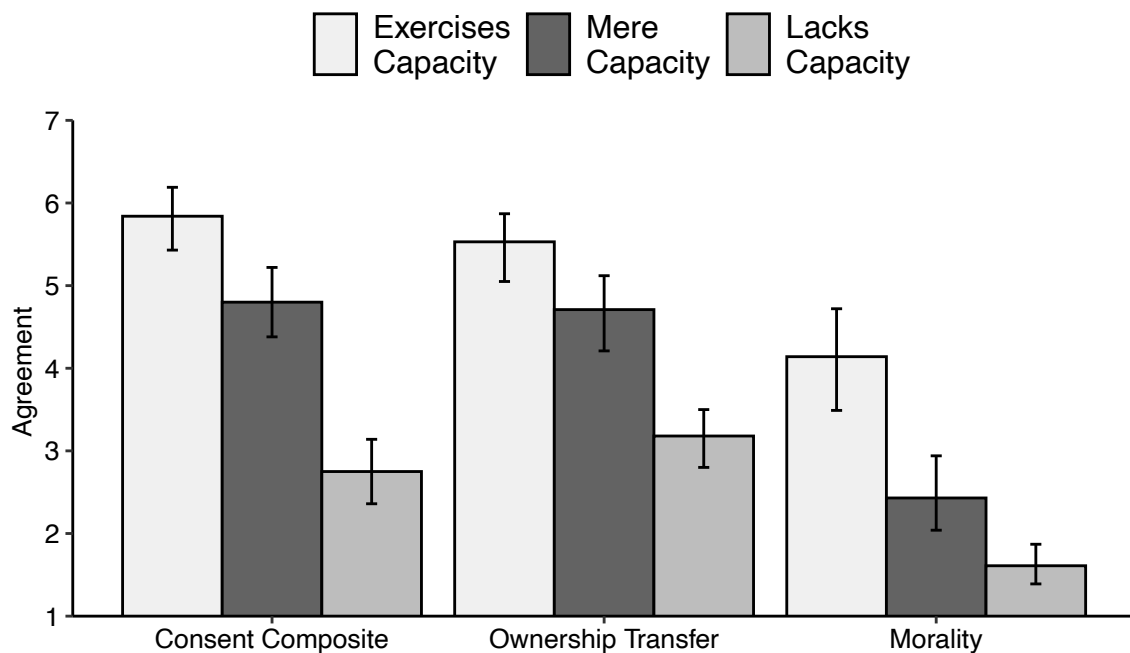 Exercises
Capacity
Mere
Capacity
Lacks
Capacity
7
6
5
4
3
2
1
Agreement
Consent Composite
Ownership Transfer
Morality